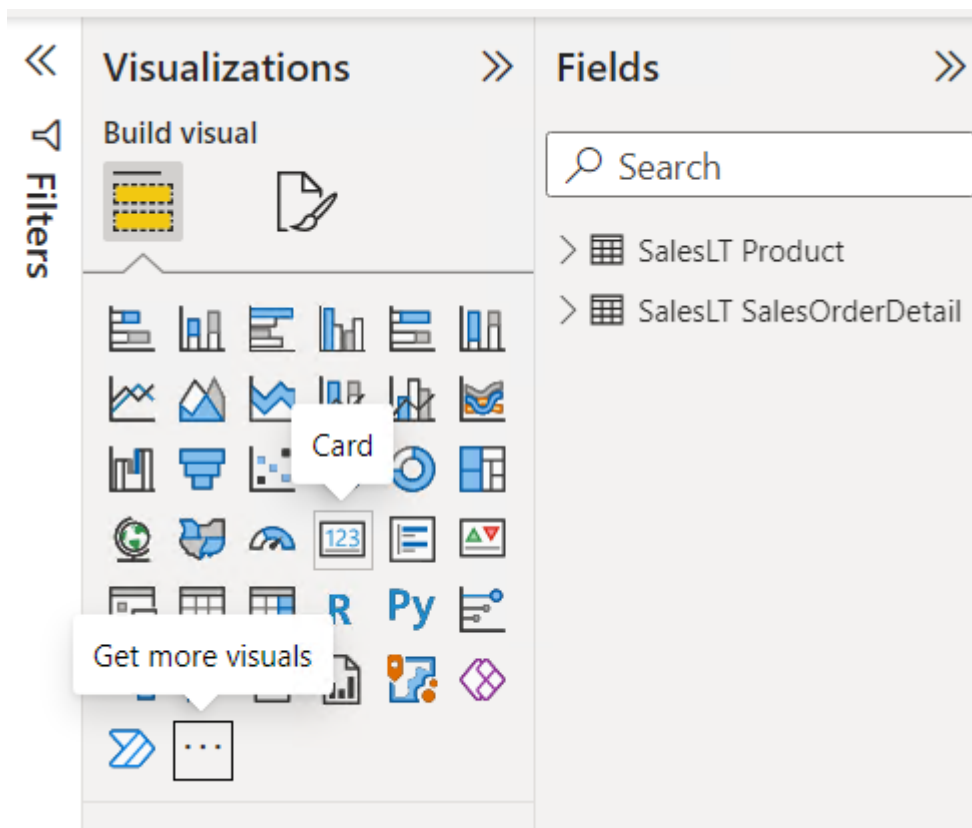 Visualizations
Fields
Build visual
Filters
Search
SalesLT Product
SalesLT SalesOrderDetail
Card
123
R
Py
Get more visuals
...